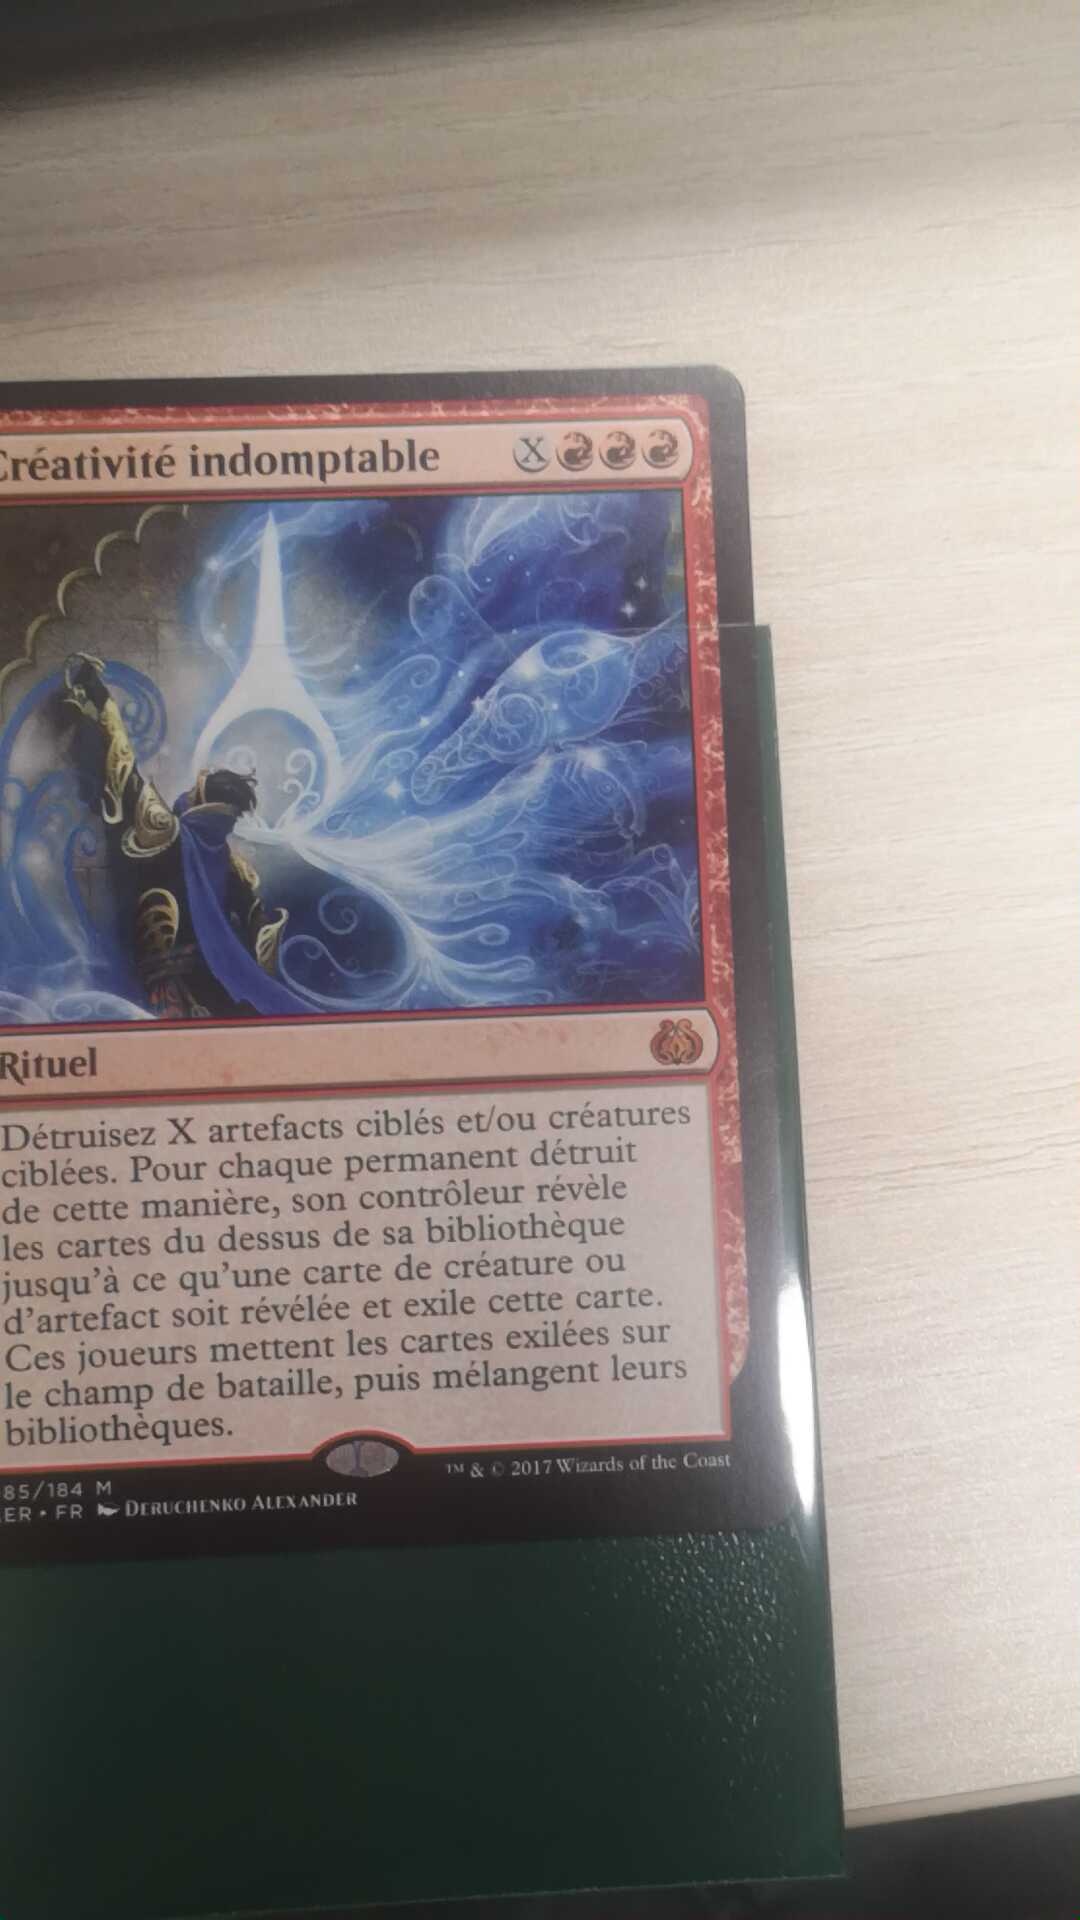 Créativité indomptable X
Rituel
Détruisez X artefacts ciblés et/ou créatures
ciblées. Pour chaque permanent détruit
de cette manière, son contrôleur révèle
les cartes du dessus de sa bibliothèque
jusqu'à ce qu'une carte de créature ou
d'artefact soit révélée et exile cette carte.
Ces joueurs mettent les cartes exilées sur
le champ de bataille, puis mélangent leurs
bibliothèques.
85/184 M
ER • FR DERUCHENKO ALEXANDER
™ & © 2017 Wizards of the Coast